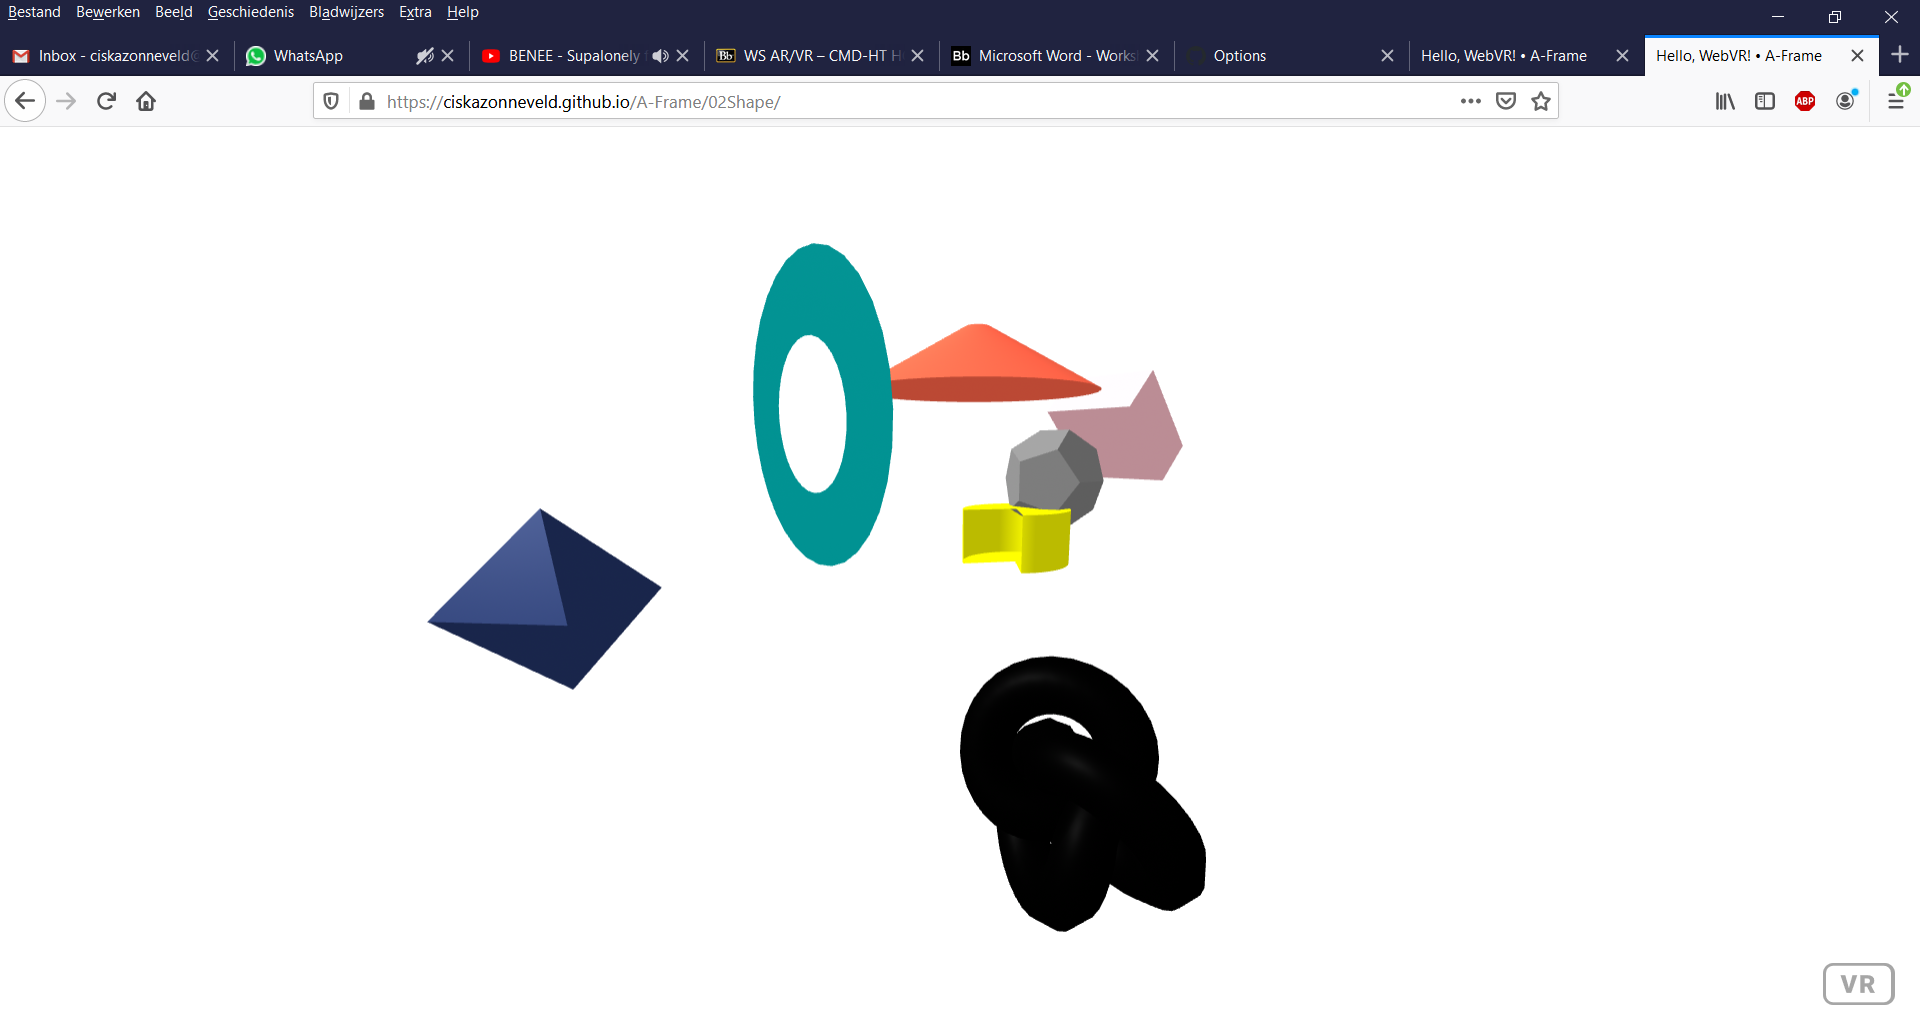 Bestand Bewerken Beeld Geschiedenis Bladwijzers Extra Help
Inbox - ciskazonneveld@ WhatsApp BENEE - Supalonely WS AR/VR – CMD-HT H Microsoft Word - Works Options Hello, WebVR! • A-Frame Hello, WebVR! • A-Frame
https://ciskazonneveld.github.io/A-Frame/02Shape/
ABP
VR